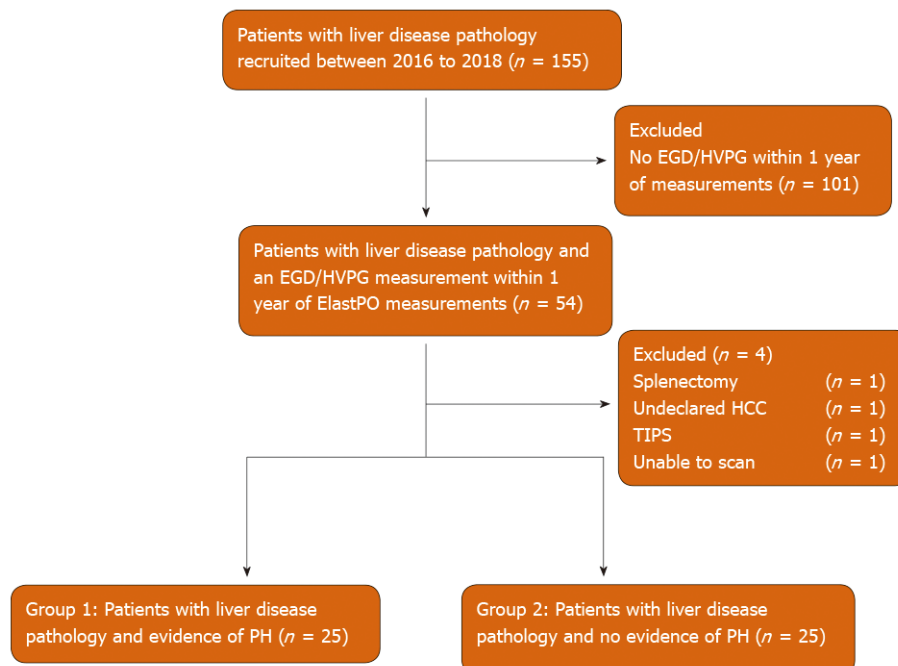 Patients with liver disease pathology
recruited between 2016 to 2018 (n = 155)
Excluded
No EGD/HVPG within 1 year
of measurements (n = 101)
Patients with liver disease pathology and
an EGD/HVPG measurement within 1
year of ElastPO measurements (n = 54)
Excluded (n = 4)
Splenectomy (n = 1)
Undeclared HCC (n = 1)
TIPS (n = 1)
Unable to scan (n = 1)
Group 1: Patients with liver disease
pathology and evidence of PH (n = 25)
Group 2: Patients with liver disease
pathology and no evidence of PH (n = 25)